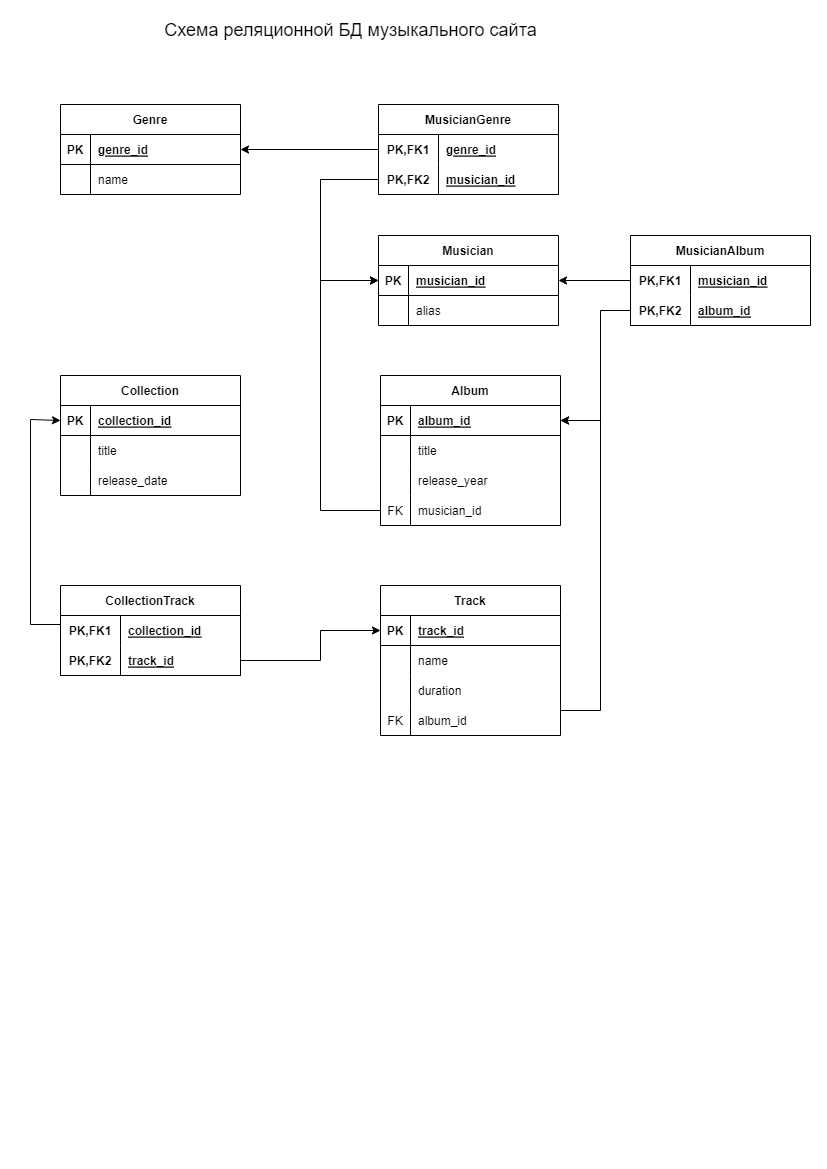 Схема реляционной БД музыкального сайта
Genre
PK genre_id
name
MusicianGenre
PK,FK1 genre_id
PK,FK2 musician_id
Musician
PK musician_id
alias
MusicianAlbum
PK,FK1 musician_id
PK,FK2 album_id
Collection
PK collection_id
title
release_date
Album
PK album_id
title
release_year
FK musician_id
CollectionTrack
PK,FK1 collection_id
PK,FK2 track_id
Track
PK track_id
name
duration
FK album_id